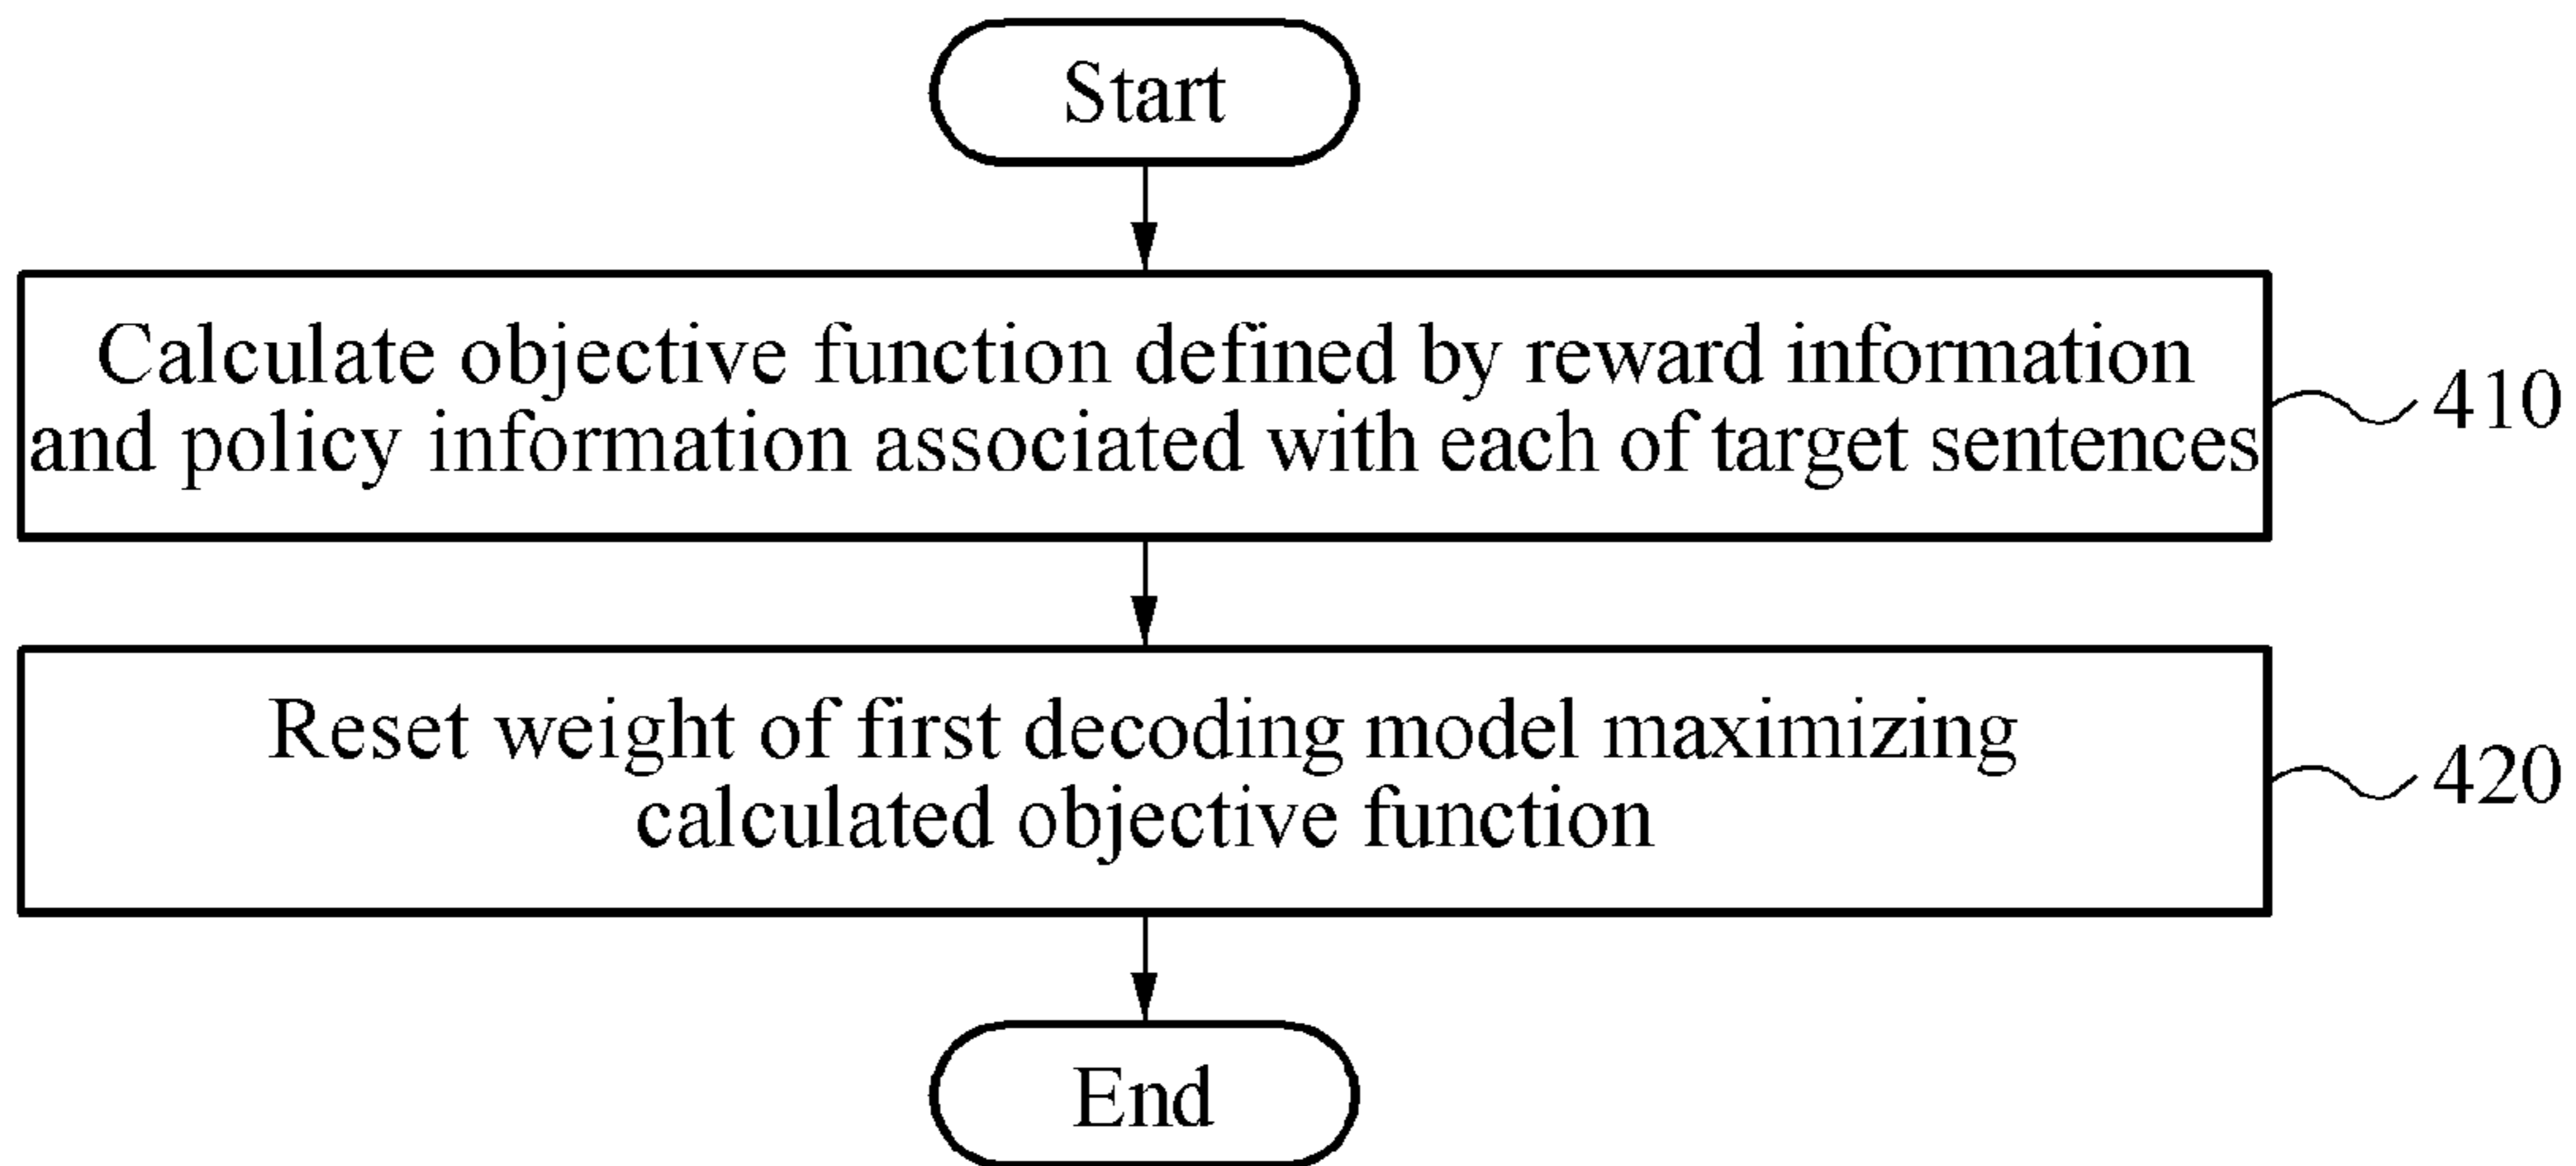 Start
Calculate objective function defined by reward information
and policy information associated with each of target sentences
410
Reset weight of first decoding model maximizing
calculated objective function
420
End